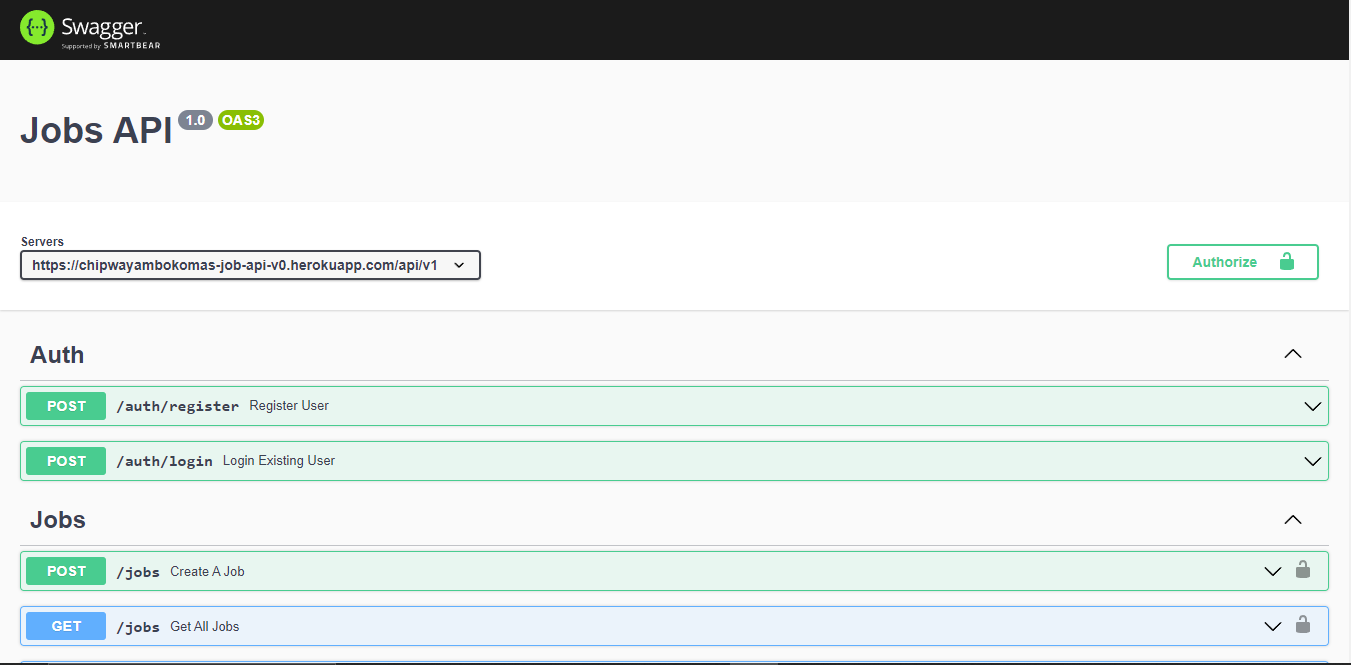 {···} Swagger™
Supported by SMARTBEAR
Jobs API 1.0 OAS3
Servers
https://chipwayambokomas-job-api-v0.herokuapp.com/api/v1
Authorize
Auth
POST /auth/register Register User
POST /auth/login Login Existing User
Jobs
POST /jobs Create A Job
GET /jobs Get All Jobs